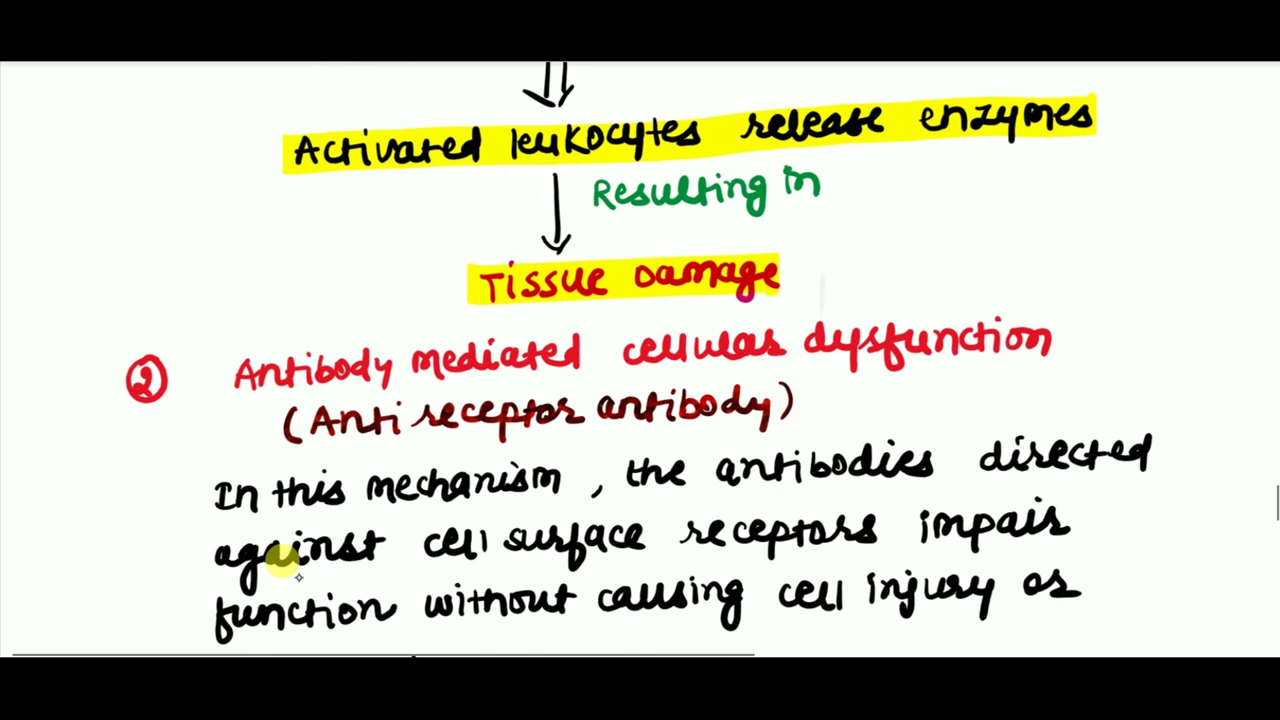 Activated leukocytes release enzymes
Resulting in
Tissue Damage
② Antibody mediated cellular dysfunction
(Anti receptor antibody)
In this mechanism, the antibodies directed
against cell surface receptors impair
function without causing cell injury or